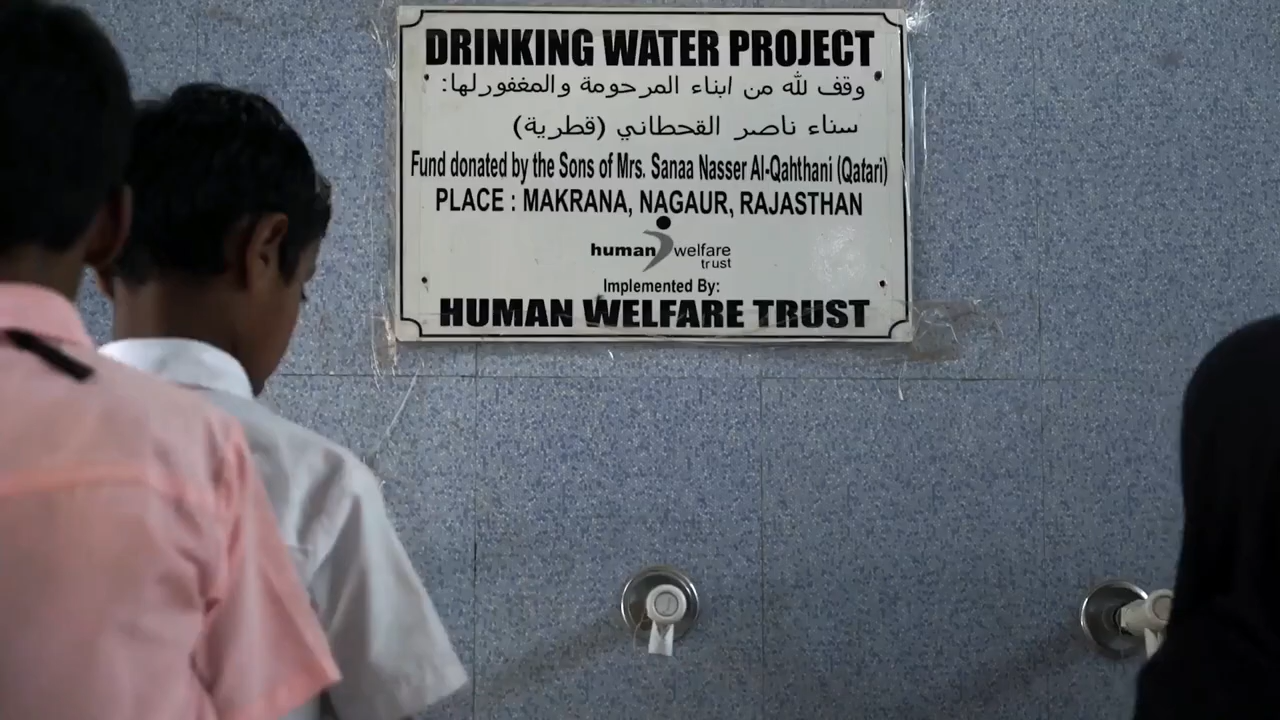 DRINKING WATER PROJECT
وقف لله من ابناء المرحومة والمغفورلها:
سناء ناصر القحطاني (قطرية)
Fund donated by the Sons of Mrs. Sanaa Nasser Al-Qahthani (Qatari)
PLACE : MAKRANA, NAGAUR, RAJASTHAN
human welfare
trust
Implemented By:
HUMAN WELFARE TRUST